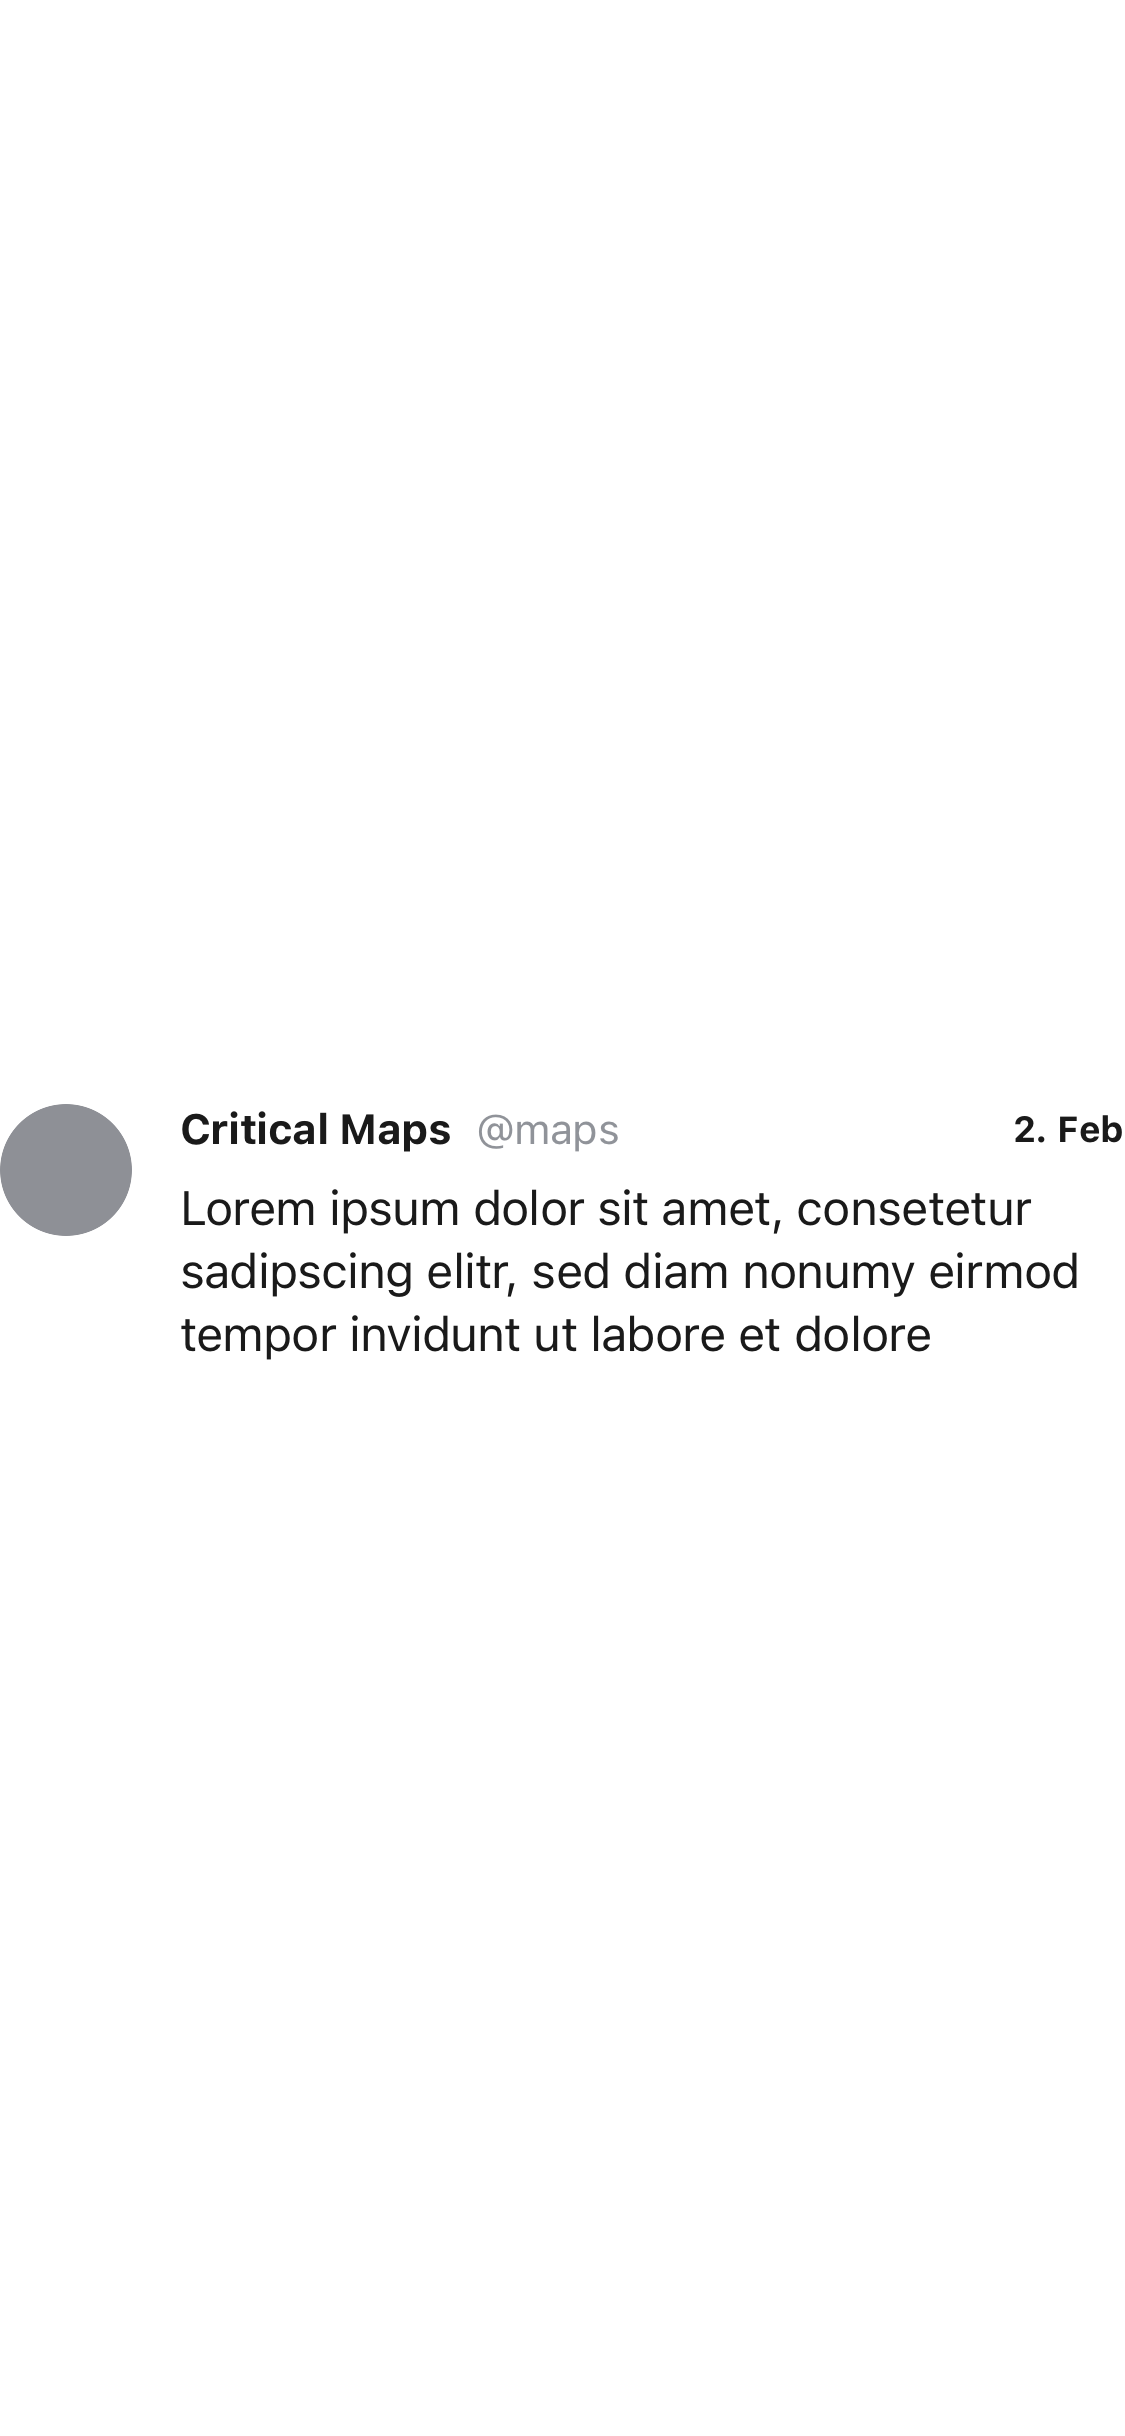 Critical Maps @maps 2. Feb
Lorem ipsum dolor sit amet, consetetur
sadipscing elitr, sed diam nonumy eirmod
tempor invidunt ut labore et dolore